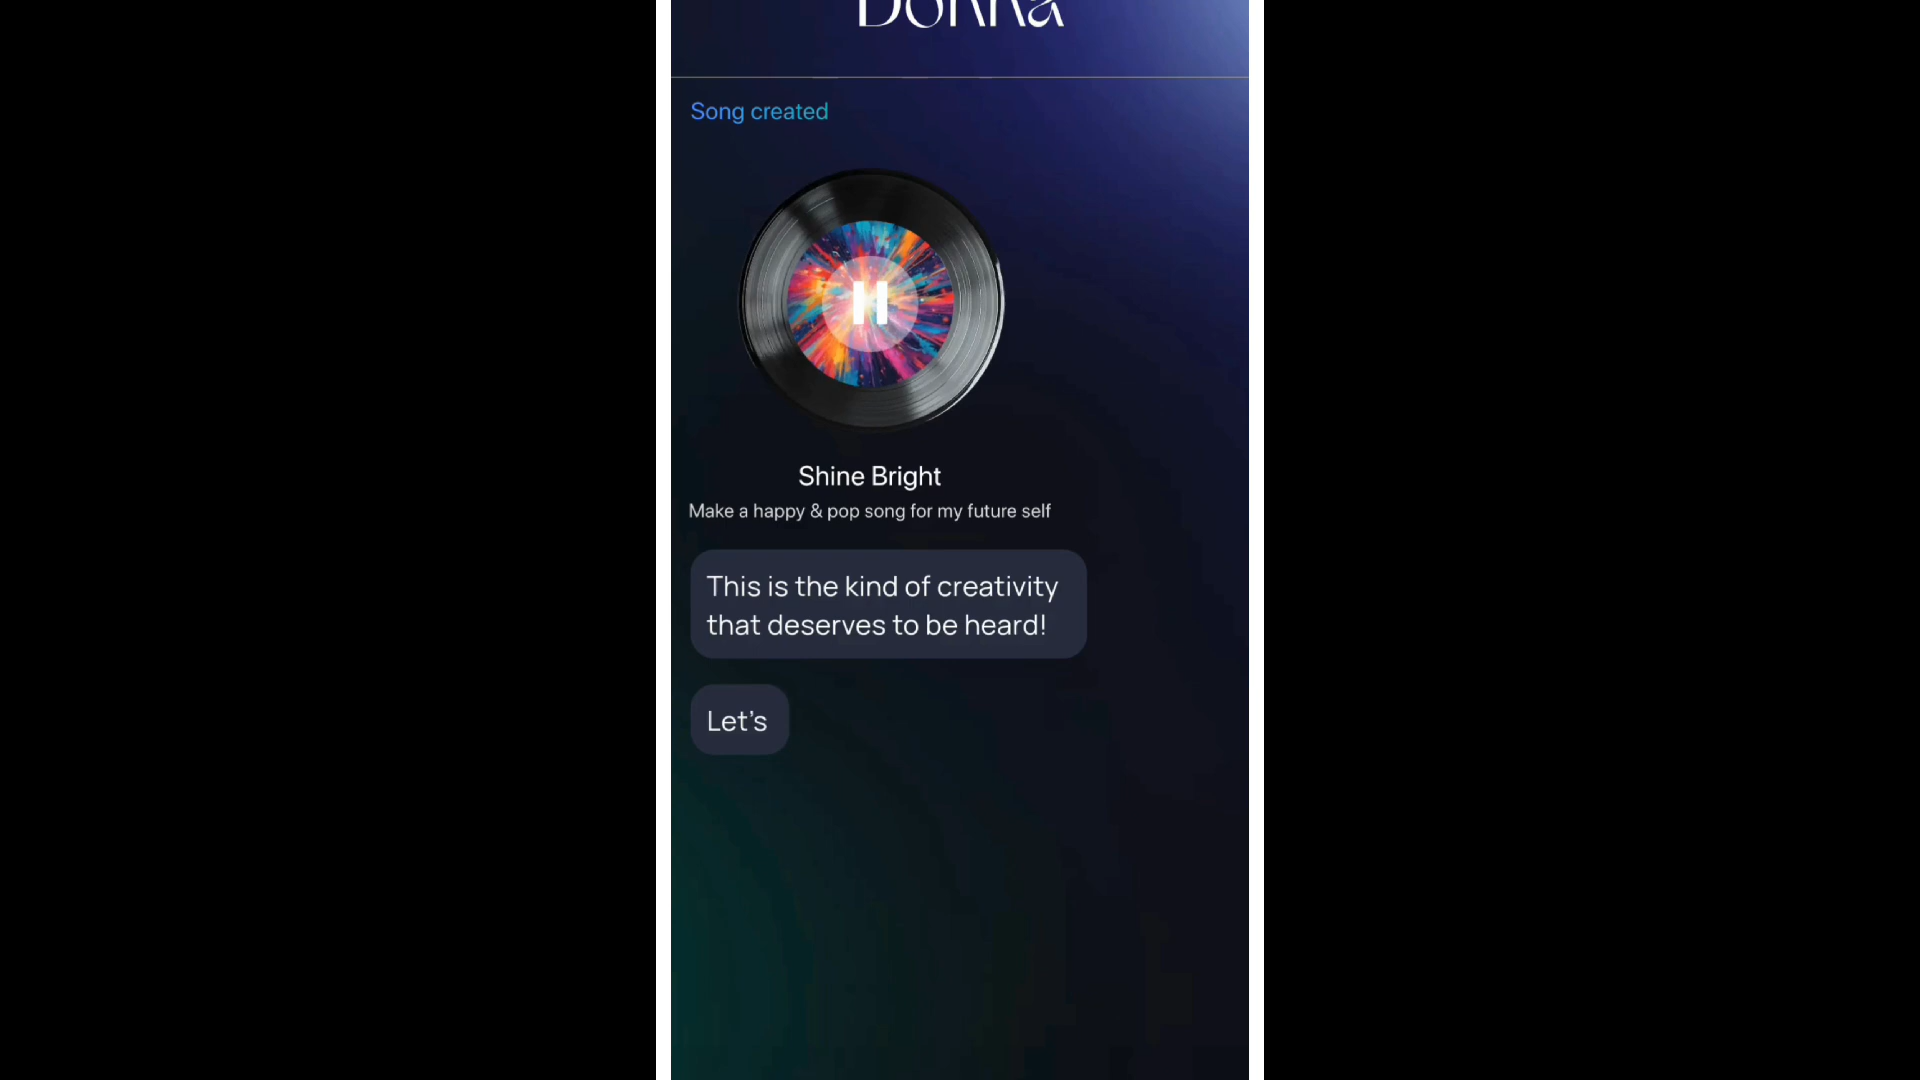 Donna
Song created
Shine Bright
Make a happy & pop song for my future self
This is the kind of creativity
that deserves to be heard!
Let's